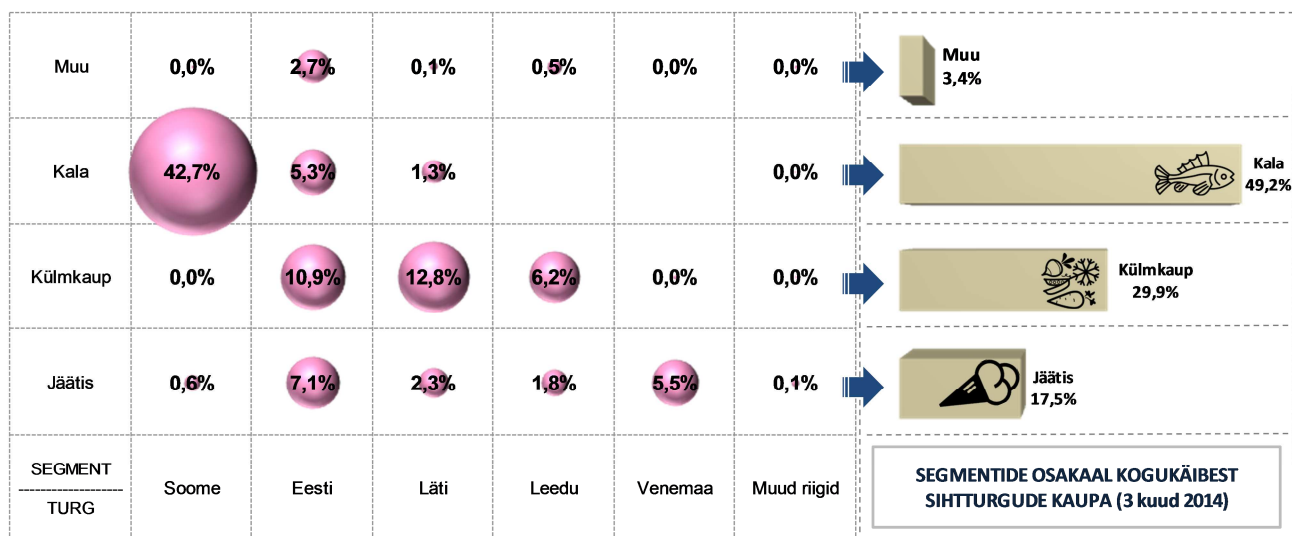 Muu 0,0% 2,7% 0,1% 0,5% 0,0% 0,0%
Muu
3,4%
Kala 42,7% 5,3% 1,3% 0,0%
Kala
49,2%
Külmkaup 0,0% 10,9% 12,8% 6,2% 0,0% 0,0%
Külmkaup
29,9%
Jäätis 0,6% 7,1% 2,3% 1,8% 5,5% 0,1%
Jäätis
17,5%
SEGMENT
TURG
Soome Eesti Läti Leedu Venemaa Muud riigid
SEGMENTIDE OSAKAAL KOGUKÄIBEST
SIHTTURGUDE KAUPA (3 kuud 2014)